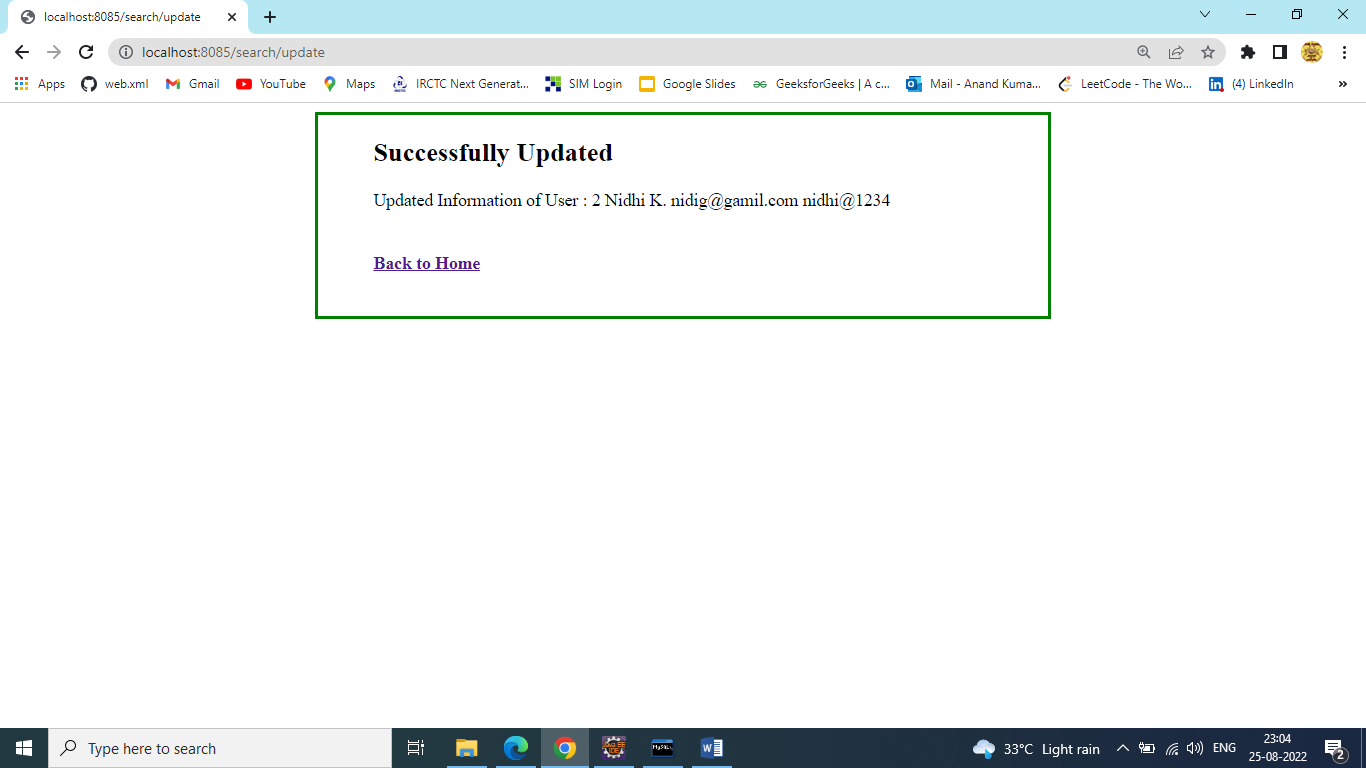 localhost:8085/search/update
localhost:8085/search/update
Apps web.xml Gmail YouTube Maps IRCTC Next Generat... SIM Login Google Slides GeeksforGeeks | A c... Mail - Anand Kuma... LeetCode - The Wo... (4) LinkedIn »
Successfully Updated
Updated Information of User : 2 Nidhi K. nidig@gamil.com nidhi@1234
Back to Home
Type here to search
33°C Light rain
ENG
23:04
25-08-2022
2